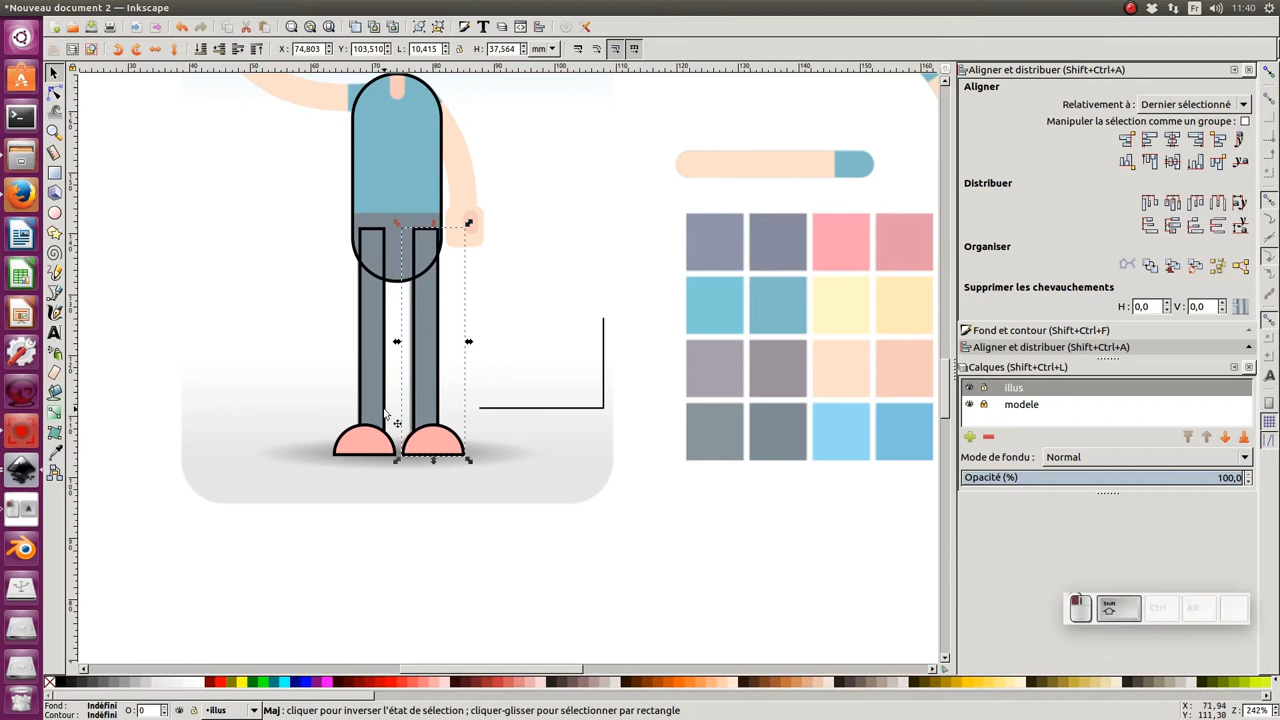 *Nouveau document 2 - Inkscape
Fr
11:40
X: 74,803
Y: 103,510
L: 10,415
H: 37,564
mm
Aligner et distribuer (Shift+Ctrl+A)
Aligner
Relativement à : Dernier sélectionné
Manipuler la sélection comme un groupe :
Distribuer
Organiser
Supprimer les chevauchements
H : 0,0 V : 0,0
Fond et contour (Shift+Ctrl+F)
Aligner et distribuer (Shift+Ctrl+A)
Calques (Shift+Ctrl+L)
illus
modele
Mode de fondu : Normal
Opacité (%) 100,0
Shift
Ctrl
Alt
Fond : Indéfini
Contour : Indéfini
O: 0
•illus
Maj : cliquer pour inverser l'état de sélection ; cliquer-glisser pour sélectionner par rectangle
X : 71,94
Y : 111,30
Z: 242%